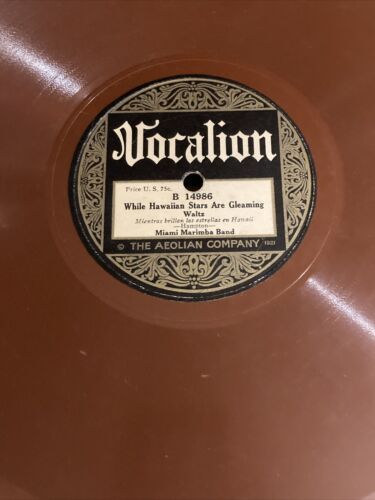 Vocalion
Price U. S. 75c.
B 14986
While Hawaiian Stars Are Gleaming
Waltz
Mientras brillan las estrellas en Hawaii
—Hampton—
Miami Marimba Band
© THE AEOLIAN COMPANY 1921